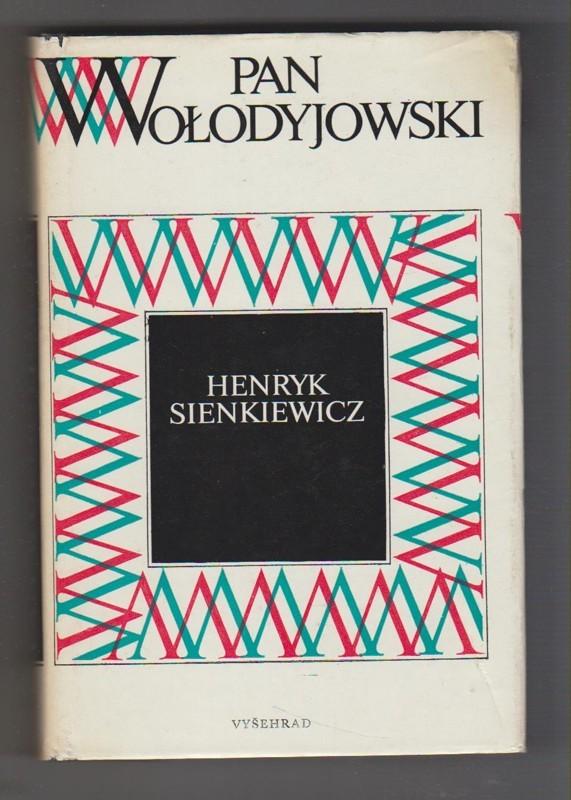 PAN
WOŁODYJOWSKI
HENRYK
SIENKIEWICZ
VYŠEHRAD